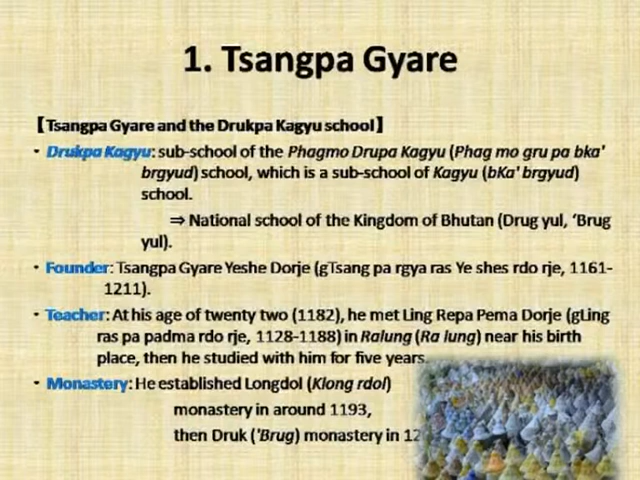 1. Tsangpa Gyare
【Tsangpa Gyare and the Drukpa Kagyu school】
• Drukpa Kagyu: sub-school of the Phagmo Drupa Kagyu (Phag mo gru pa bka'
brgyud) school, which is a sub-school of Kagyu (bKa' brgyud)
school.
⇒ National school of the Kingdom of Bhutan (Drug yul, ‘Brug
yul).
• Founder: Tsangpa Gyare Yeshe Dorje (gTsang pa rgya ras Ye shes rdo rje, 1161-
1211).
• Teacher: At his age of twenty two (1182), he met Ling Repa Pema Dorje (gLing
ras pa padma rdo rje, 1128-1188) in Ralung (Ra lung) near his birth
place, then he studied with him for five years.
• Monastery: He established Longdol (Klong rdol)
monastery in around 1193,
then Druk ('Brug) monastery in